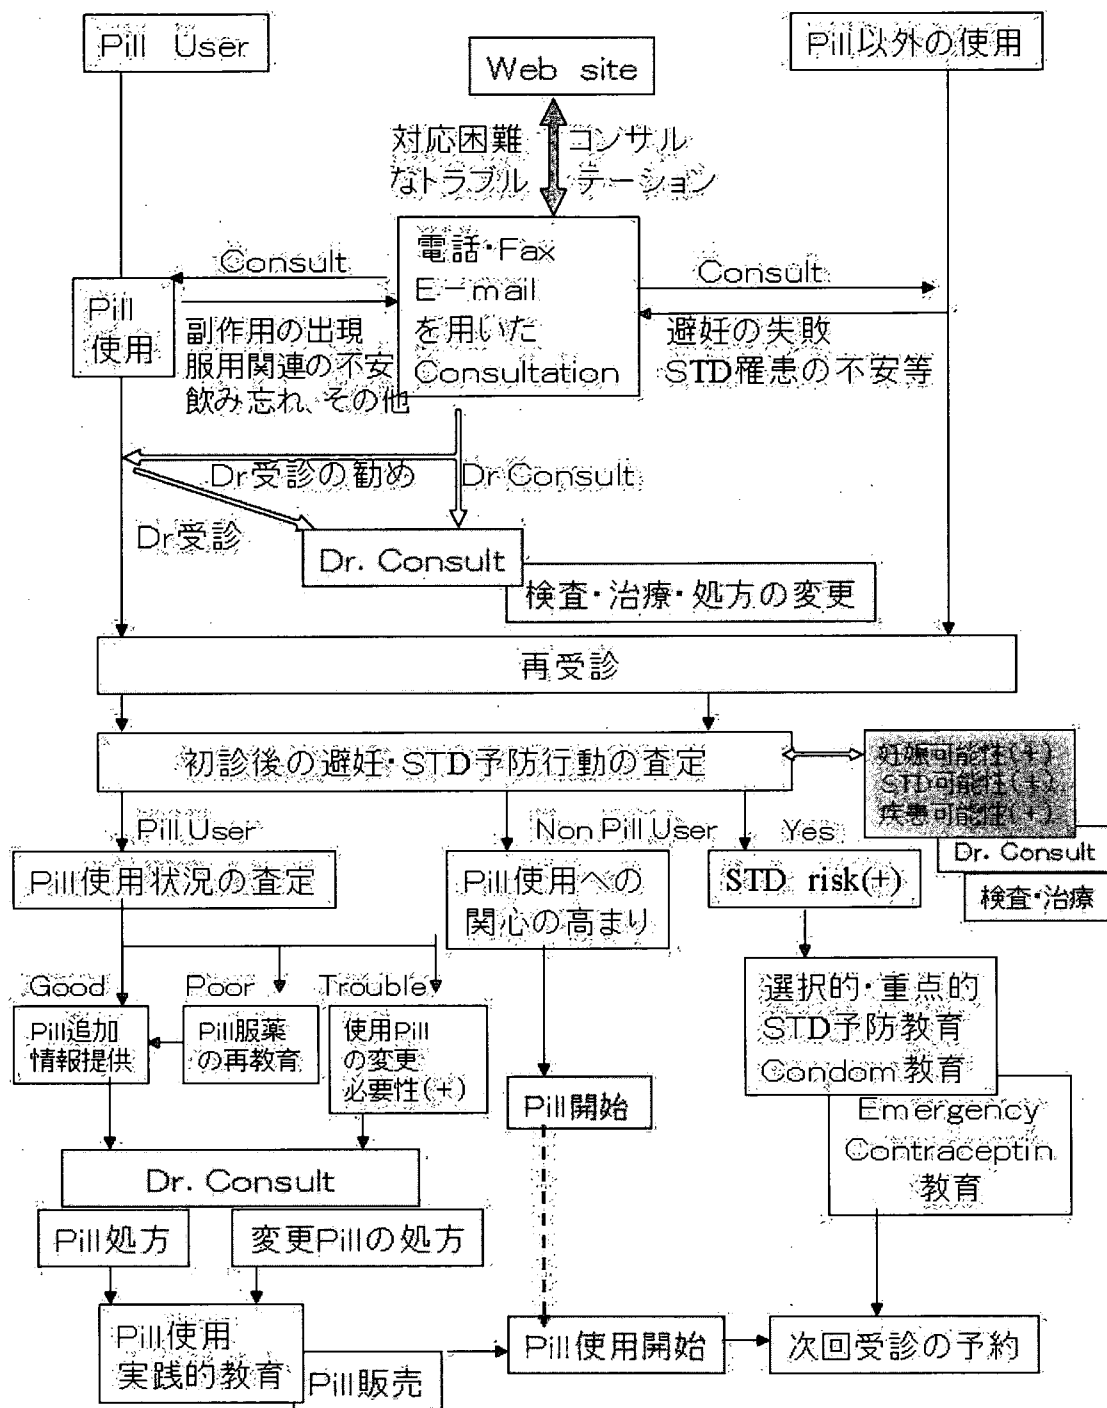 Pill User
Web site
Pill以外の使用
対応困難
なトラブル
コンサル
テーション
電話・Fax
E-mail
を用いた
Consultation
Consult
Consult
Pill
使用
副作用の出現
服用関連の不安
飲み忘れ、その他
避妊の失敗
STD罹患の不安等
Dr受診の勧め
Dr Consult
Dr受診
Dr. Consult
検査・治療・処方の変更
再受診
初診後の避妊・STD予防行動の査定
妊娠可能性(+)
STD可能性(+)
疾患可能性(+)
Dr. Consult
検査・治療
Pill User
Non Pill User
Yes
Pill使用状況の査定
Pill使用への
関心の高まり
STD risk(+)
Good
Poor
Trouble
Pill追加
情報提供
Pill服薬
の再教育
使用Pill
の変更
必要性(+)
選択的・重点的
STD予防教育
Condom教育
Pill開始
Emergency
Contraceptin
教育
Dr. Consult
Pill処方
変更Pillの処方
Pill使用
実践的教育
Pill販売
Pill使用開始
次回受診の予約